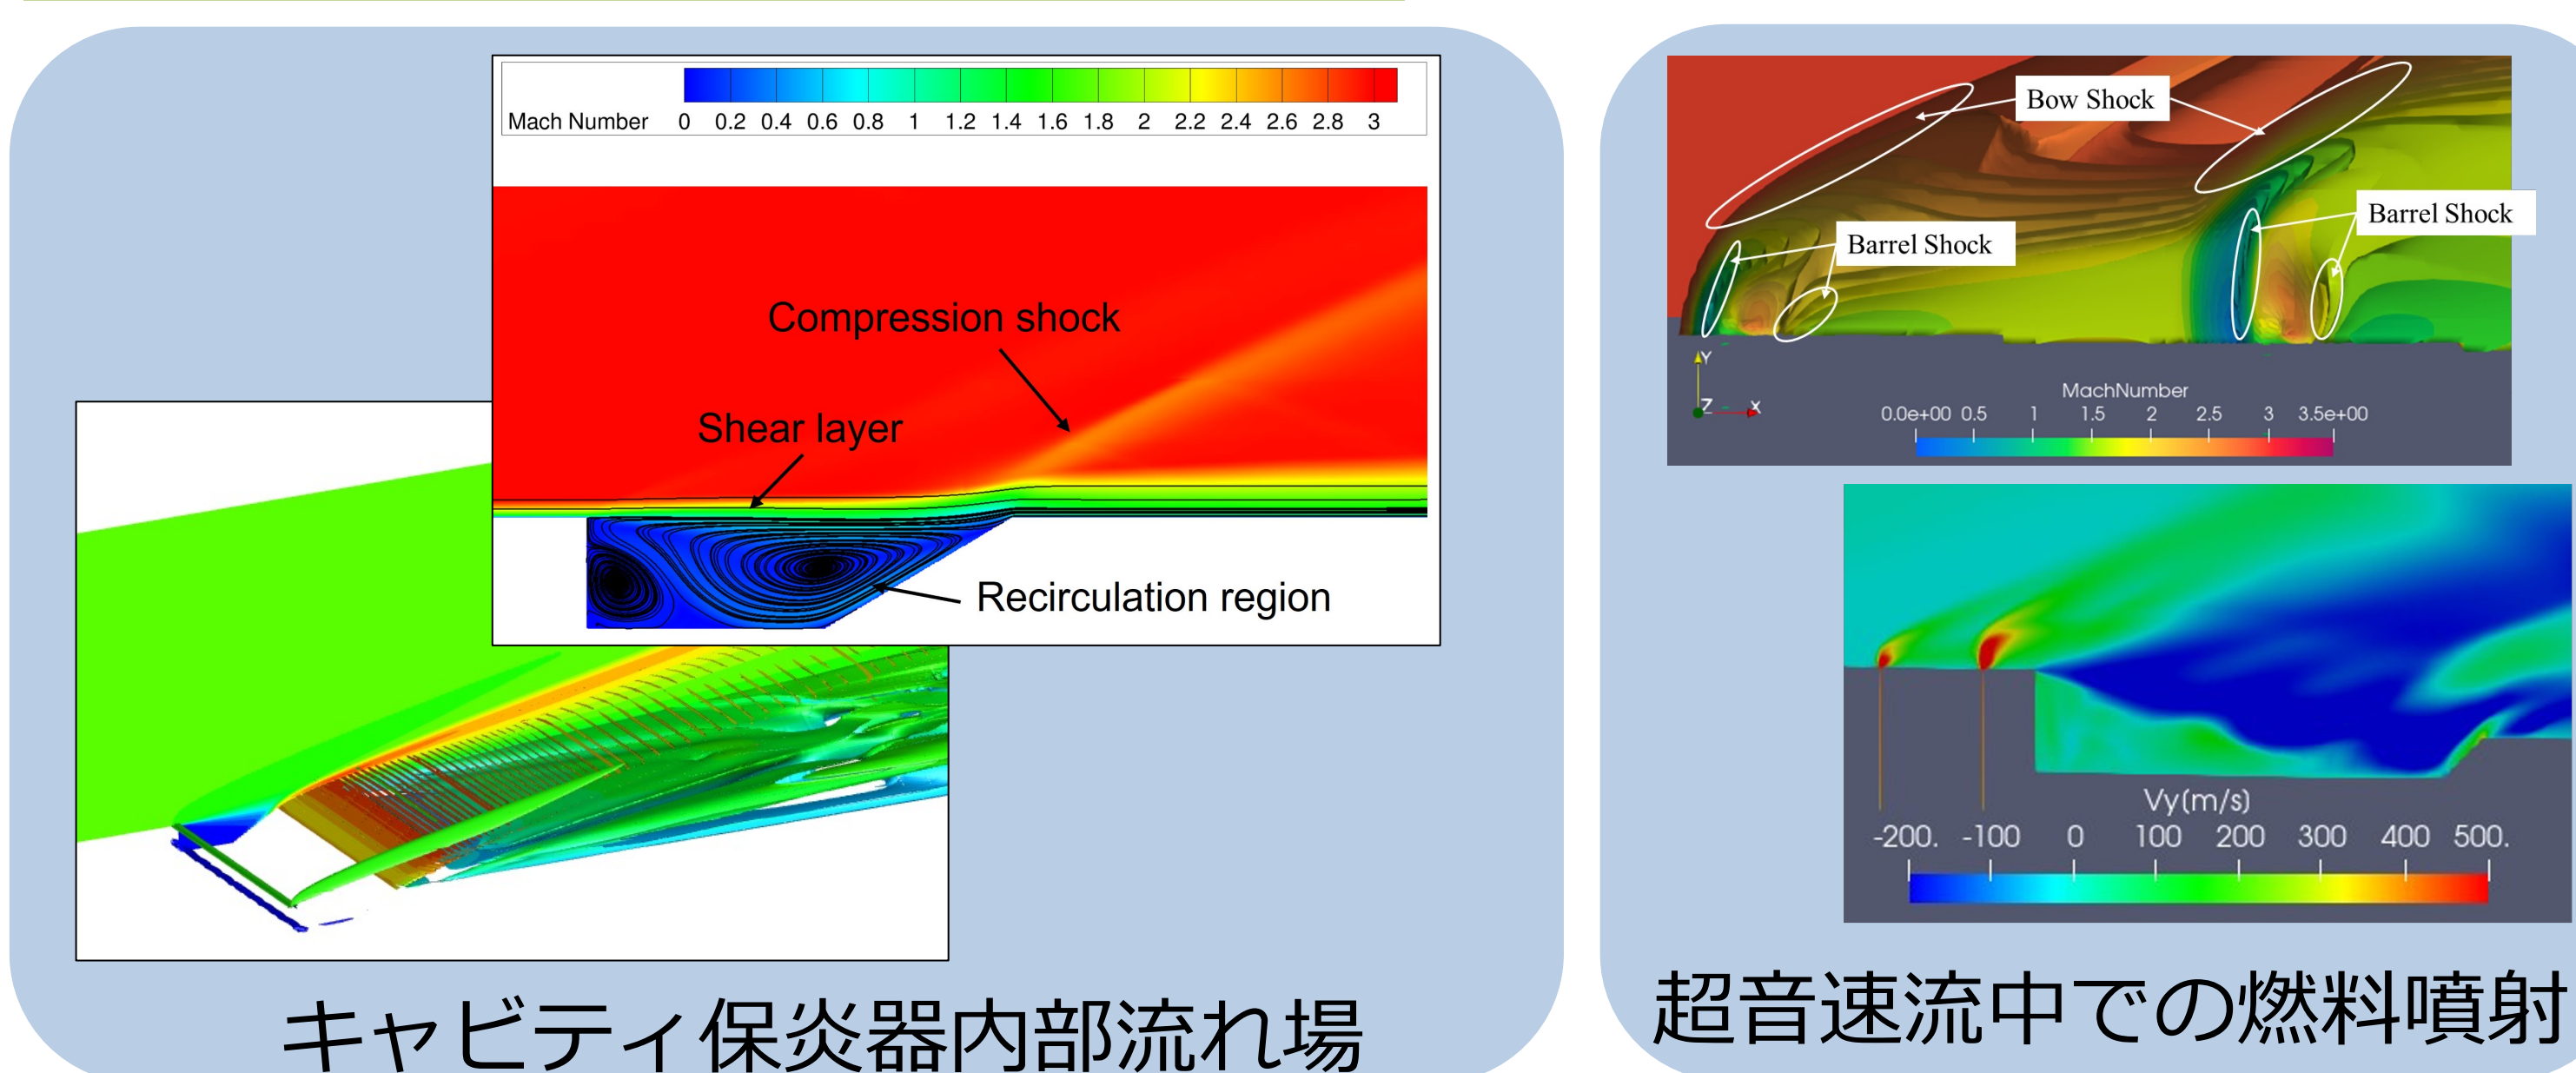 Mach Number 0 0.2 0.4 0.6 0.8 1 1.2 1.4 1.6 1.8 2 2.2 2.4 2.6 2.8 3
Compression shock
Shear layer
Recirculation region
キャビティ保炎器内部流れ場
Bow Shock
Barrel Shock
Barrel Shock
Y
Z X
MachNumber
0.0e+00 0.5 1 1.5 2 2.5 3 3.5e+00
Vy(m/s)
-200. -100 0 100 200 300 400 500.
超音速流中での燃料噴射